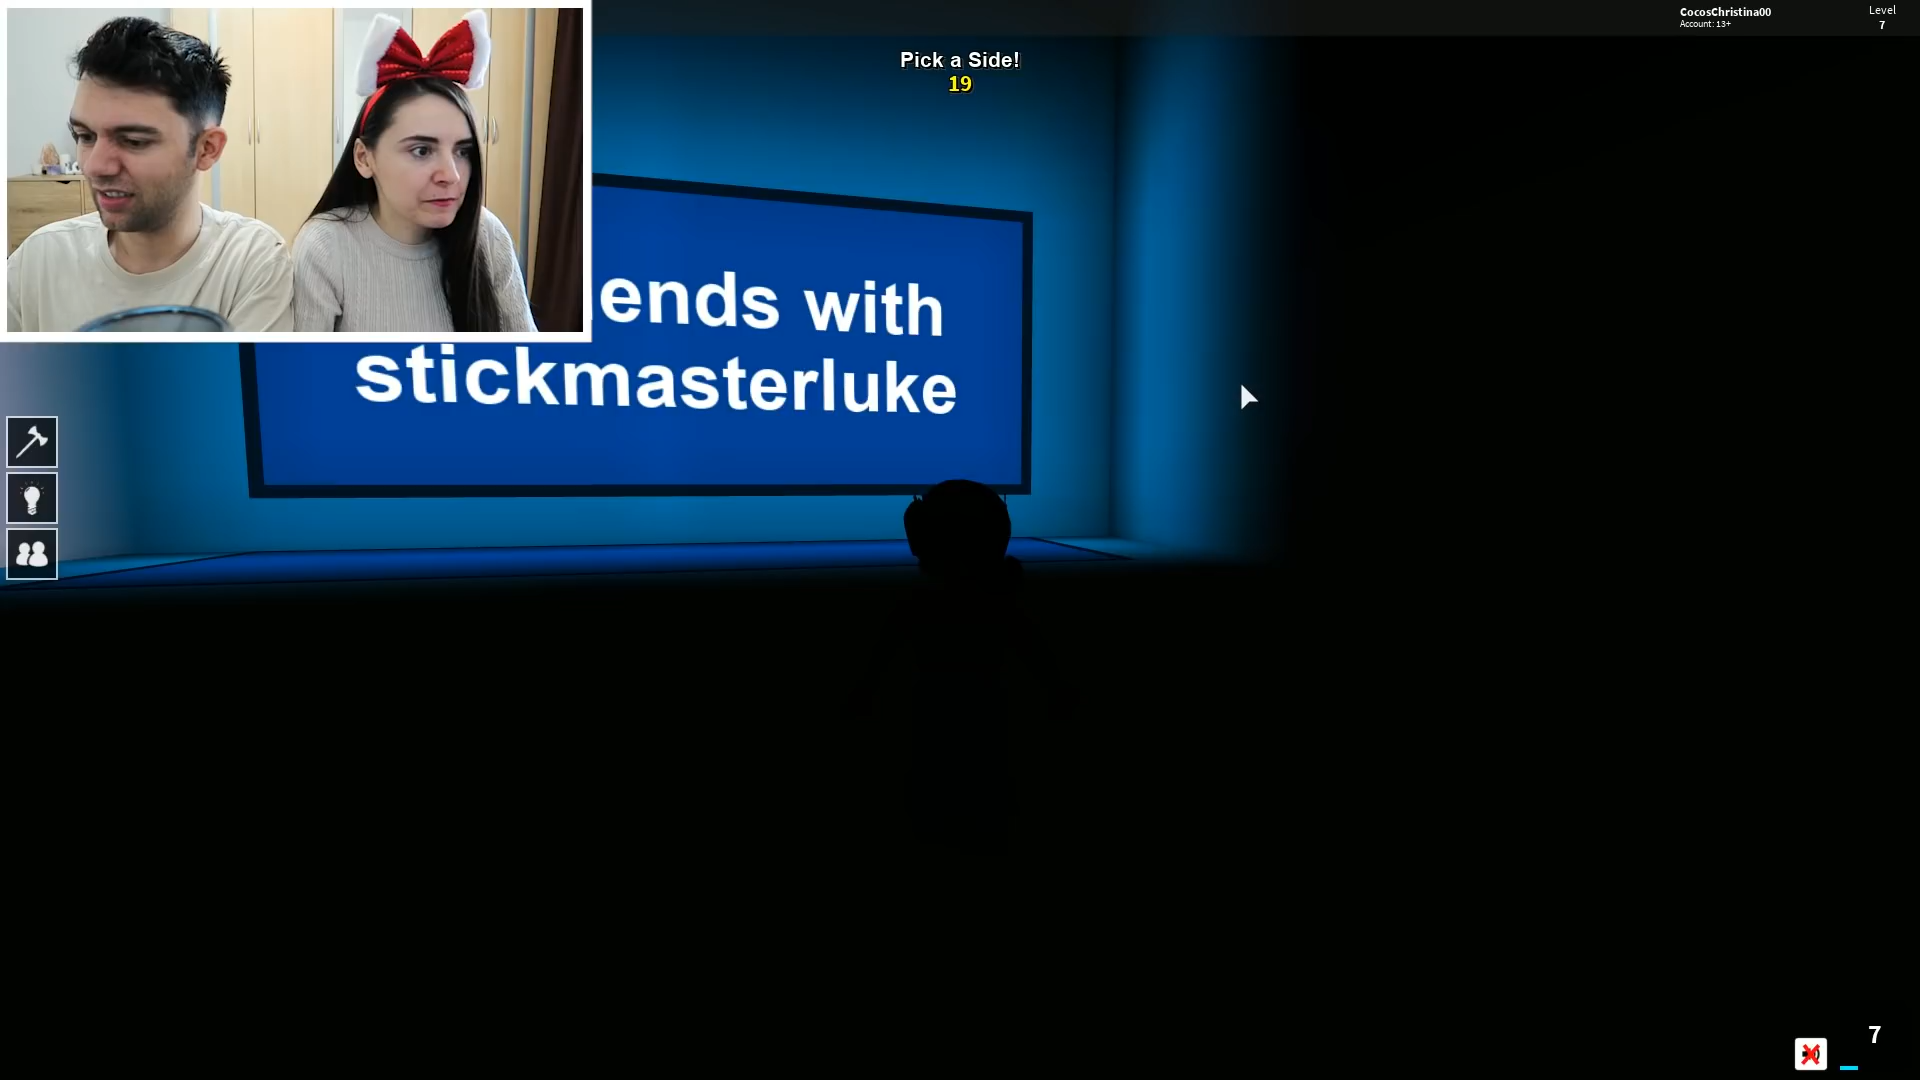 CocosChristina00
Account: 13+
Level
7
Pick a Side!
19
ends with
stickmasterluke
7